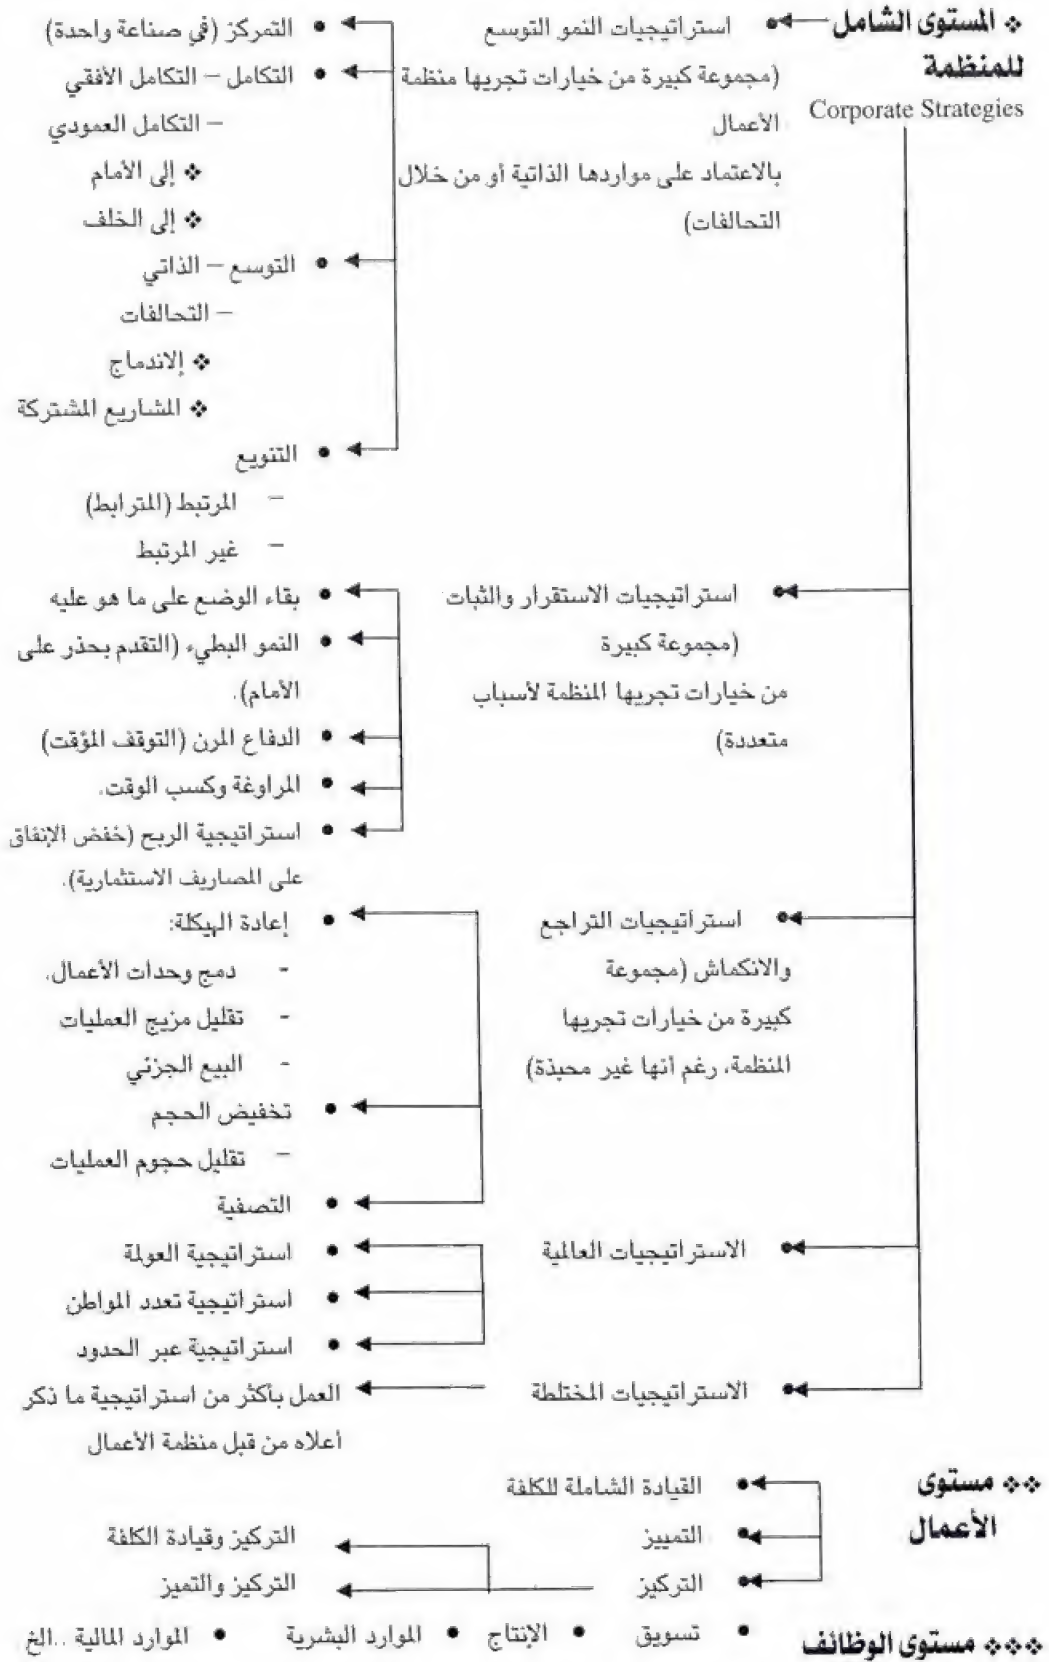 ❖ المستوى الشامل
للمنظمة
Corporate Strategies
• استراتيجيات النمو التوسع
(مجموعة كبيرة من خيارات تجريها منظمة
الأعمال
بالاعتماد على مواردها الذاتية أو من خلال
التحالفات)
• التمركز (في صناعة واحدة)
• التكامل – التكامل الأفقي
– التكامل العمودي
❖ إلى الأمام
❖ إلى الخلف
• التوسع – الذاتي
– التحالفات
❖ الاندماج
❖ المشاريع المشتركة
• التنويع
– المرتبط (المترابط)
– غير المرتبط
• استراتيجيات الاستقرار والثبات
(مجموعة كبيرة
من خيارات تجريها المنظمة لأسباب
متعددة)
• بقاء الوضع على ما هو عليه
• النمو البطيء (التقدم بحذر على
الأمام).
• الدفاع المرن (التوقف المؤقت)
• المراوغة وكسب الوقت.
• استراتيجية الربح (خفض الإنفاق
على المصاريف الاستثمارية).
• استراتيجيات التراجع
والانكماش (مجموعة
كبيرة من خيارات تجريها
المنظمة، رغم أنها غير محبذة)
• إعادة الهيكلة:
- دمج وحدات الأعمال.
- تقليل مزيج العمليات
- البيع الجزئي
• تخفيض الحجم
– تقليل حجوم العمليات
• التصفية
• الاستراتيجيات العالمية
• استراتيجية العولمة
• استراتيجية تعدد المواطن
• استراتيجية عبر الحدود
• الاستراتيجيات المختلطة
العمل بأكثر من استراتيجية ما ذكر
أعلاه من قبل منظمة الأعمال
❖❖ مستوى
الأعمال
• القيادة الشاملة للكلفة
• التمييز
• التركيز
التركيز وقيادة الكلفة
التركيز والتميز
❖❖❖ مستوى الوظائف
• تسويق • الإنتاج • الموارد البشرية • الموارد المالية ..الخ